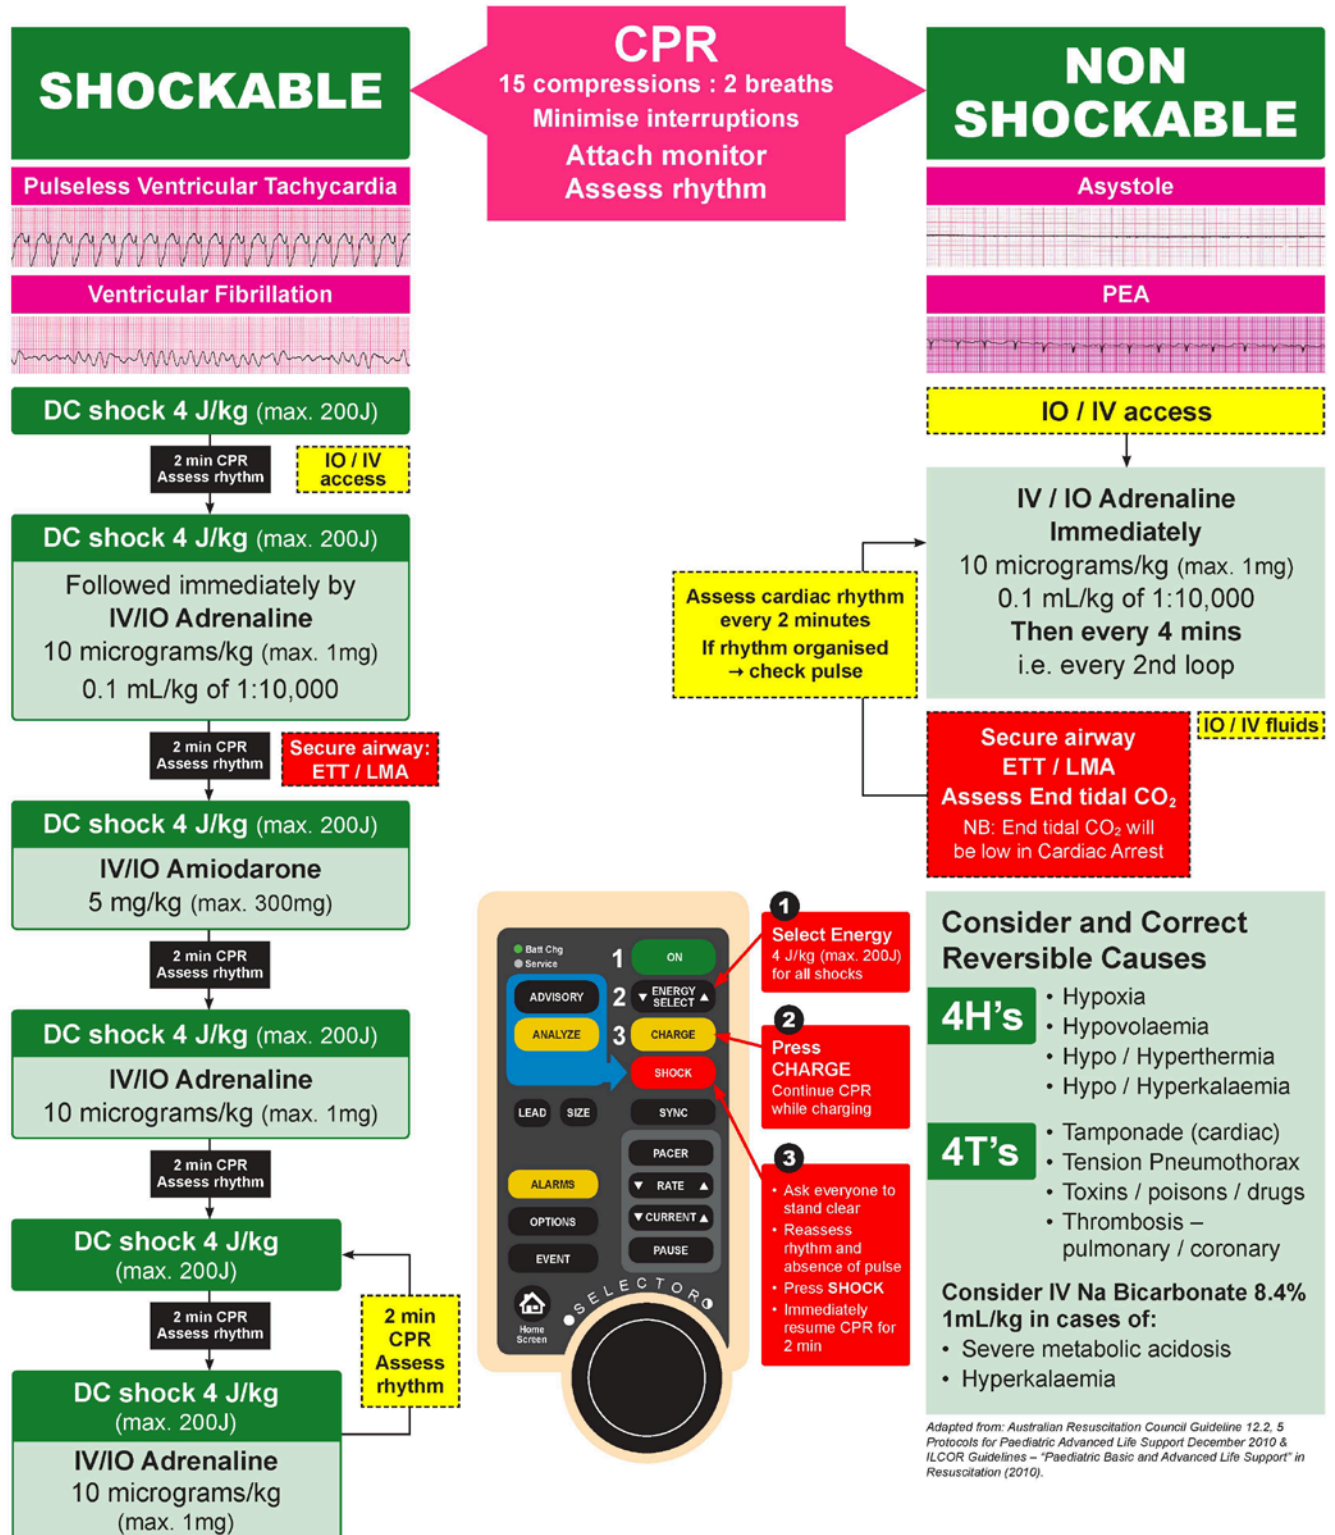 CPR
15 compressions : 2 breaths
Minimise interruptions
Attach monitor
Assess rhythm
SHOCKABLE
Pulseless Ventricular Tachycardia
Ventricular Fibrillation
DC shock 4 J/kg (max. 200J)
2 min CPR
Assess rhythm
IO / IV
access
DC shock 4 J/kg (max. 200J)
Followed immediately by
IV/IO Adrenaline
10 micrograms/kg (max. 1mg)
0.1 mL/kg of 1:10,000
2 min CPR
Assess rhythm
Secure airway:
ETT / LMA
DC shock 4 J/kg (max. 200J)
IV/IO Amiodarone
5 mg/kg (max. 300mg)
2 min CPR
Assess rhythm
DC shock 4 J/kg (max. 200J)
IV/IO Adrenaline
10 micrograms/kg (max. 1mg)
2 min CPR
Assess rhythm
DC shock 4 J/kg
(max. 200J)
2 min CPR
Assess rhythm
2 min
CPR
Assess
rhythm
DC shock 4 J/kg
(max. 200J)
IV/IO Adrenaline
10 micrograms/kg
(max. 1mg)
NON
SHOCKABLE
Asystole
PEA
IO / IV access
IV / IO Adrenaline
Immediately
10 micrograms/kg (max. 1mg)
0.1 mL/kg of 1:10,000
Then every 4 mins
i.e. every 2nd loop
Assess cardiac rhythm
every 2 minutes
If rhythm organised
→ check pulse
IO / IV fluids
Secure airway
ETT / LMA
Assess End tidal CO₂
NB: End tidal CO₂ will
be low in Cardiac Arrest
Batt Chg
Service
1 ON
ADVISORY
2 ▼ ENERGY SELECT ▲
ANALYZE
3 CHARGE
SHOCK
LEAD SIZE SYNC
PACER
ALARMS
▼ RATE ▲
OPTIONS
▼ CURRENT ▲
EVENT
PAUSE
SELECTOR
Home
Screen
1
Select Energy
4 J/kg (max. 200J)
for all shocks
2
Press
CHARGE
Continue CPR
while charging
3
• Ask everyone to
stand clear
• Reassess
rhythm and
absence of pulse
• Press SHOCK
• Immediately
resume CPR for
2 min
Consider and Correct
Reversible Causes
4H's
• Hypoxia
• Hypovolaemia
• Hypo / Hyperthermia
• Hypo / Hyperkalaemia
4T's
• Tamponade (cardiac)
• Tension Pneumothorax
• Toxins / poisons / drugs
• Thrombosis –
pulmonary / coronary
Consider IV Na Bicarbonate 8.4%
1mL/kg in cases of:
• Severe metabolic acidosis
• Hyperkalaemia
Adapted from: Australian Resuscitation Council Guideline 12.2, 5
Protocols for Paediatric Advanced Life Support December 2010 &
ILCOR Guidelines – "Paediatric Basic and Advanced Life Support" in
Resuscitation (2010).